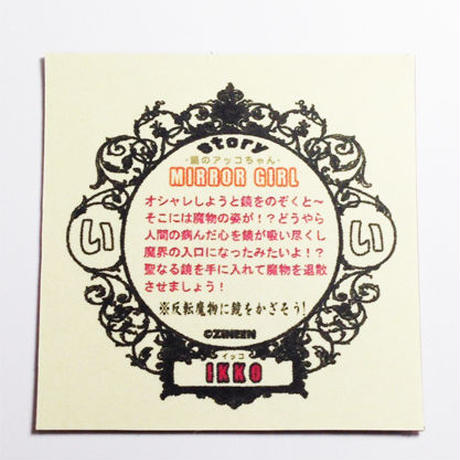 story
-鏡のアッコちゃん-
MIRROR GIRL
オシャレしようと鏡をのぞくと〜
そこには魔物の姿が!?どうやら
人間の病んだ心を鏡が吸い尽くし
魔界の入口になったみたいよ!?
聖なる鏡を手に入れて魔物を退散
させましょう!
※反転魔物に鏡をかざそう!
い
い
©ZINEEN
イッコ
IKKO